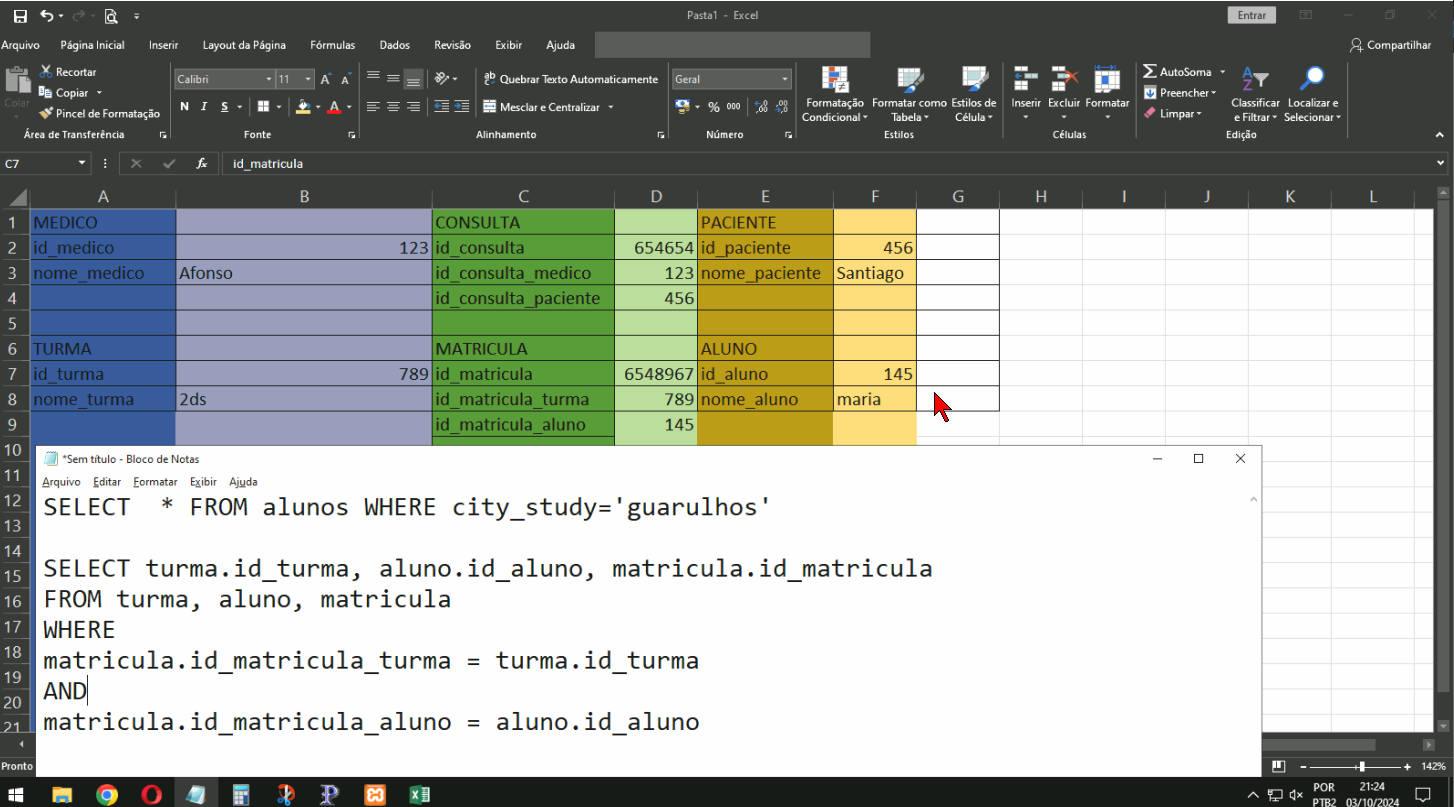 Pasta1 - Excel
Entrar
Arquivo Página Inicial Inserir Layout da Página Fórmulas Dados Revisão Exibir Ajuda
Compartilhar
Colar
Recortar
Copiar
Pincel de Formatação
Área de Transferência
Calibri 11
N I S
Fonte
Quebrar Texto Automaticamente
Mesclar e Centralizar
Alinhamento
Geral
% 000
Número
Formatação Condicional
Formatar como Tabela
Estilos de Célula
Estilos
Inserir Excluir Formatar
Células
AutoSoma
Preencher
Limpar
Classificar e Filtrar
Localizar e Selecionar
Edição
C7 fx id_matricula
A B C D E F G H I J K L
1 MEDICO CONSULTA PACIENTE
2 id_medico 123 id_consulta 654654 id_paciente 456
3 nome_medico Afonso id_consulta_medico 123 nome_paciente Santiago
4 id_consulta_paciente 456
5
6 TURMA MATRICULA ALUNO
7 id_turma 789 id_matricula 6548967 id_aluno 145
8 nome_turma 2ds id_matricula_turma 789 nome_aluno maria
9 id_matricula_aluno 145
10
11
12
13
14
15
16
17
18
19
20
21
*Sem título - Bloco de Notas
Arquivo Editar Formatar Exibir Ajuda
SELECT  * FROM alunos WHERE city_study='guarulhos'
SELECT turma.id_turma, aluno.id_aluno, matricula.id_matricula
FROM turma, aluno, matricula
WHERE
matricula.id_matricula_turma = turma.id_turma
AND
matricula.id_matricula_aluno = aluno.id_aluno
Pronto
142%
POR
PTB2
21:24
03/10/2024